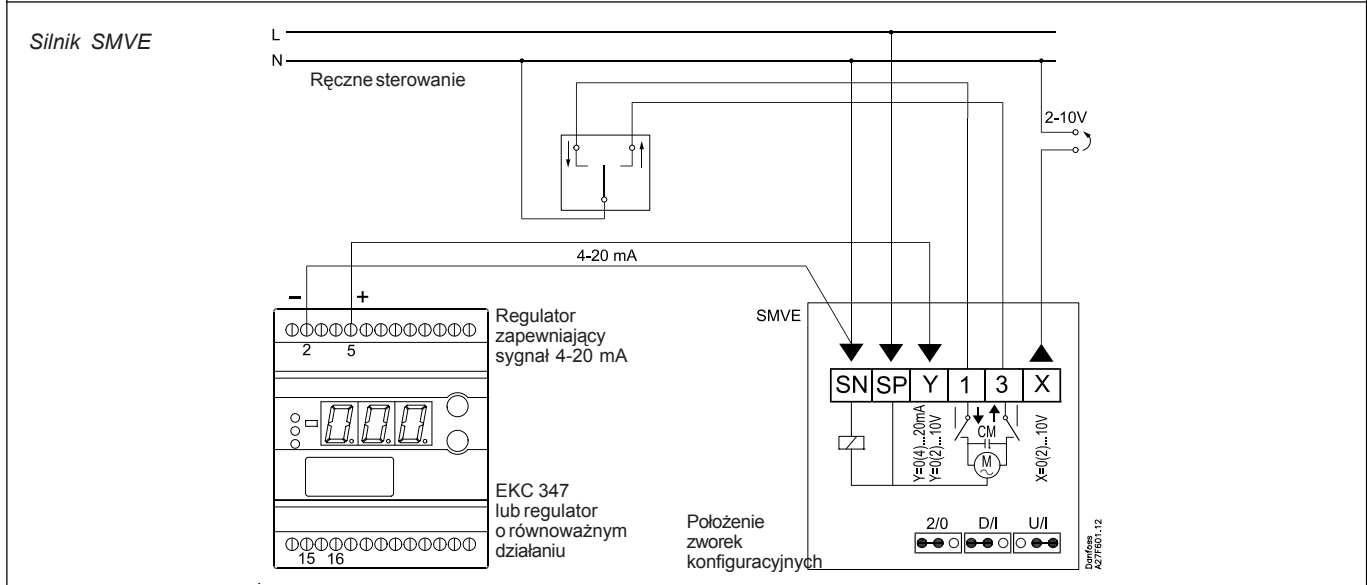 Silnik SMVE
L
N
Ręczne sterowanie
2-10V
4-20 mA
– +
2 5
Regulator
zapewniający
sygnał 4-20 mA
SMVE
SN SP Y 1 3 X
Y=0(4)...20mA
Y=0(2)...10V
CM
M
X=0(2)...10V
000
EKC 347
lub regulator
o równoważnym
działaniu
15 16
Położenie
zworek
konfiguracyjnych
2/0 D/I U/I
Danfoss
A27F601.12